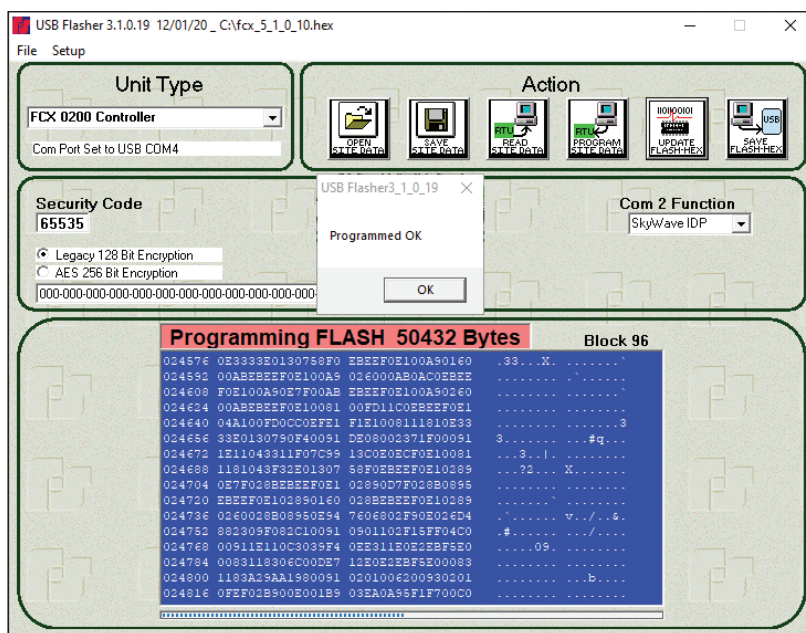 USB Flasher 3.1.0.19 12/01/20 _ C:\fcx_5_1_0_10.hex
File Setup
Unit Type
FCX 0200 Controller
Com Port Set to USB COM4
Action
OPEN SITE DATA
SAVE SITE DATA
RTU READ SITE DATA
RTU PROGRAM SITE DATA
11010101 UPDATE FLASH-HEX
USB SAVE FLASH-HEX
Security Code
65535
Legacy 128 Bit Encryption
AES 256 Bit Encryption
000-000-000-000-000-000-000-000-000-000-000-000-
USB Flasher3_1_0_19
Programmed OK
OK
Com 2 Function
SkyWave IDP
Programming FLASH 50432 Bytes
Block 96
024576 0E3333E0130758F0 EBEEF0E100A90160 .33...X. .......`
024592 00ABEBEEF0E100A9 026000AB0AC0EBEE ........ .`......
024608 F0E100A90E7F00AB EBEEF0E100A90260 ........ .......`
024624 00ABEBEEF0E10081 00FD11C0EBEEF0E1 ........ ........
024640 04A100FD0CC0EFE1 F1E1008111810E33 ........ .......3
024656 33E0130790F40091 DE08002371F00091 3....... ...#q...
024672 1E11043311F07C99 13C0E0ECF0E10081 ...3..|. ........
024688 1181043F32E01307 58F0EBEEF0E10289 ...?2... X.......
024704 0E7F028BEBEEF0E1 02890D7F028B0895 ........ ........
024720 EBEEF0E102890160 028BEBEEF0E10289 .......` ........
024736 0260028B08950E94 7606802F90E026D4 .`...... v../..&.
024752 882309F082C10091 0901102F15FF04C0 .#...... .../....
024768 00911E110C3039F4 0EE311E0E2EBF5E0 .....09. ........
024784 0083118306C00DE7 12E0E2EBF5E00083 ........ ........
024800 1183A29AA1980091 0201006200930201 ........ ...b....
024816 0FEF02B900E001B9 03EA0A95F1F700C0 ........ ........